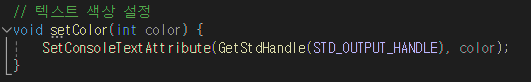 // 텍스트 색상 설정
void setColor(int color) {
SetConsoleTextAttribute(GetStdHandle(STD_OUTPUT_HANDLE), color);
}